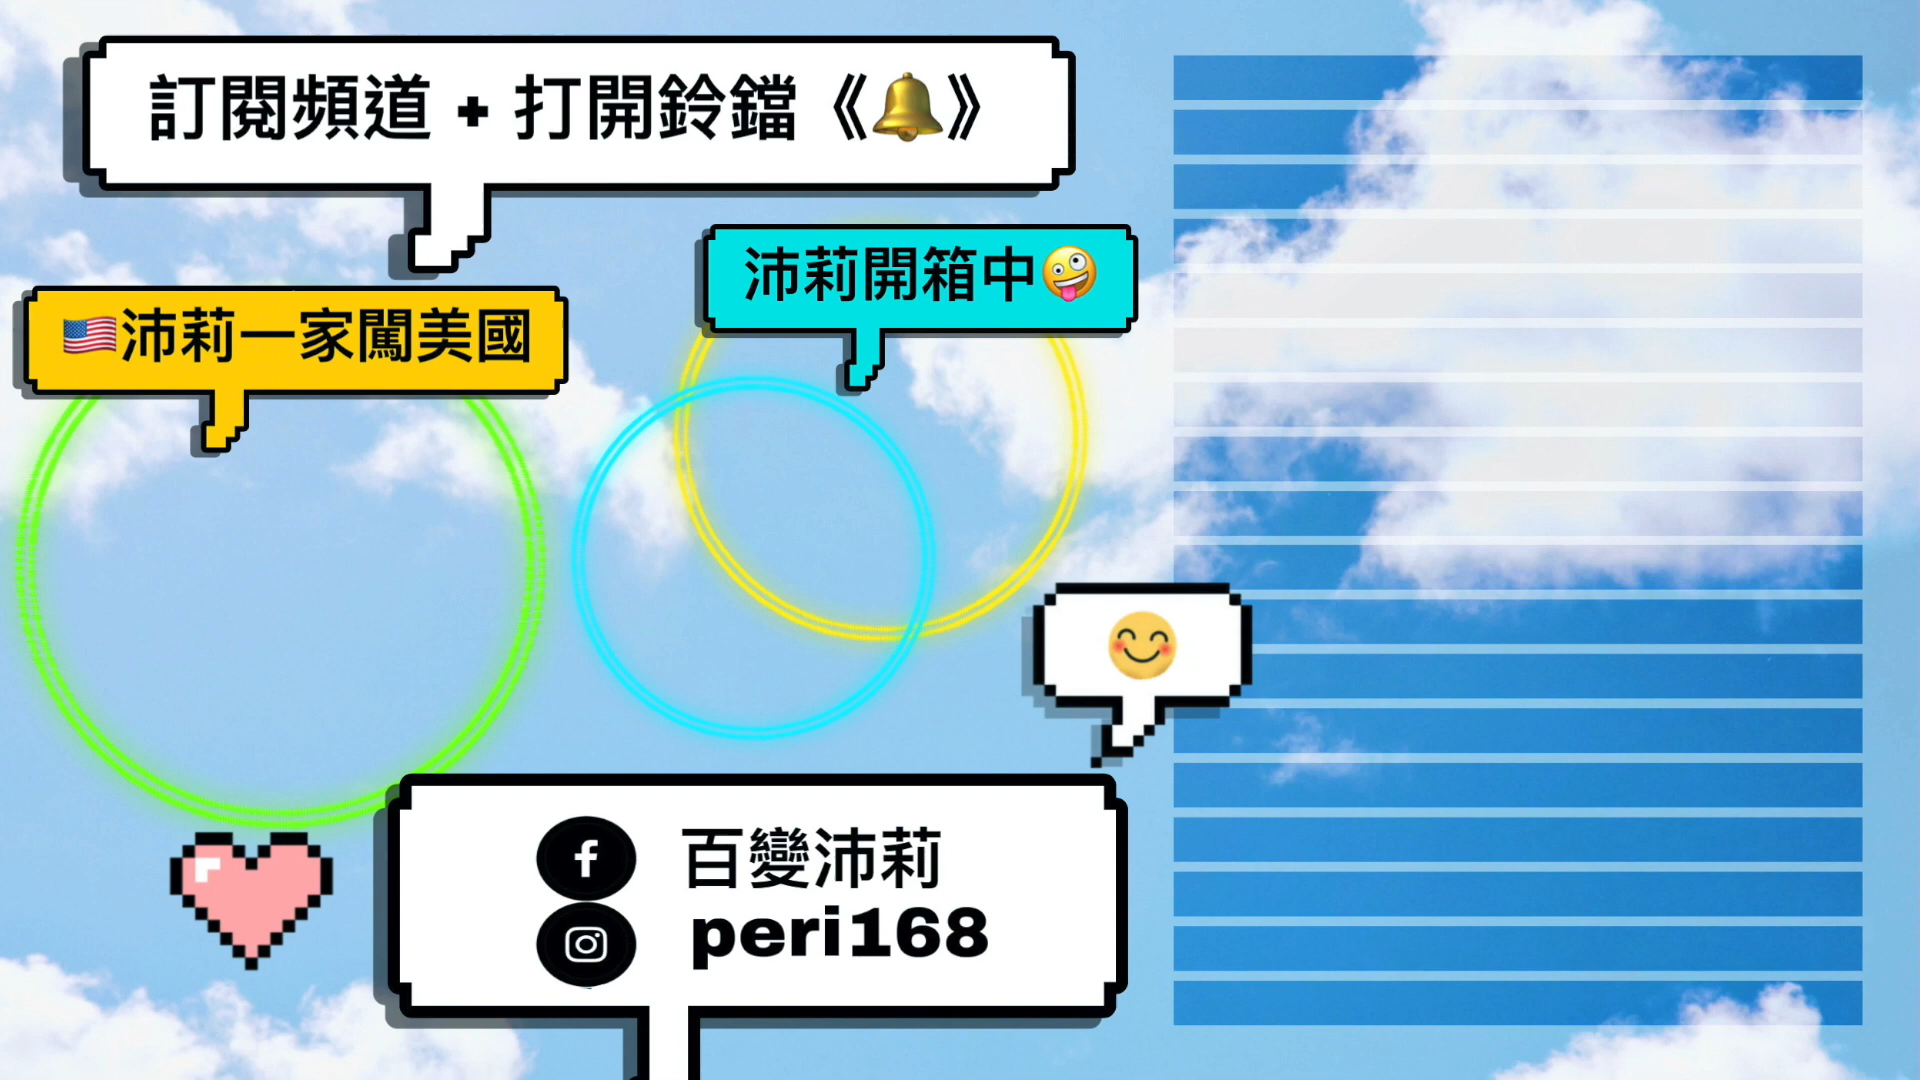 訂閱頻道 + 打開鈴鐺《🔔》
沛莉開箱中🤪
🇺🇸沛莉一家闖美國
百變沛莉
peri168